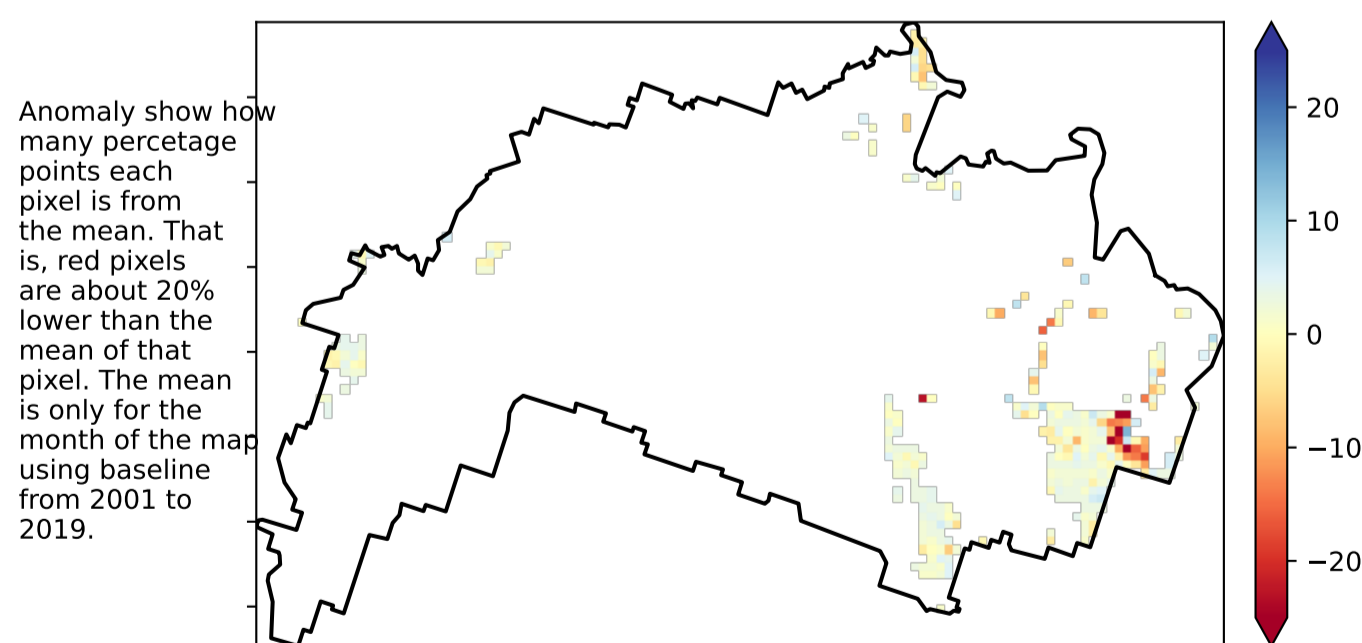 Anomaly show how
many percetage
points each
pixel is from
the mean. That
is, red pixels
are about 20%
lower than the
mean of that
pixel. The mean
is only for the
month of the map
using baseline
from 2001 to
2019.
20
10
0
−10
−20